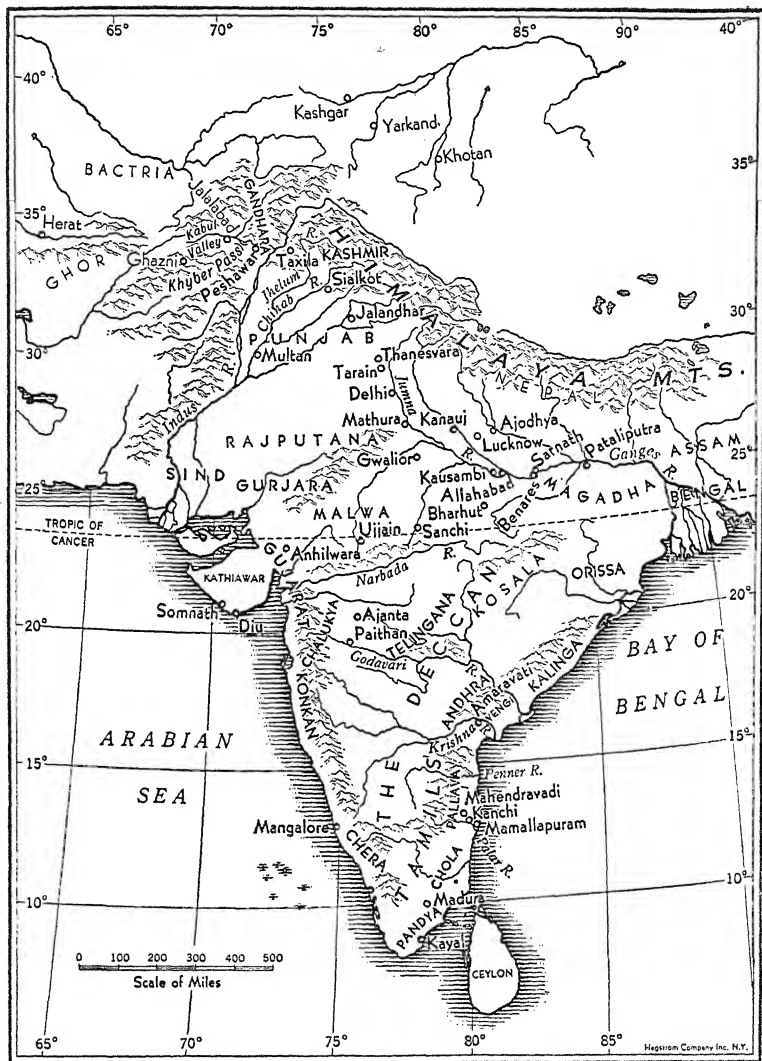 65° 70° 75° 80° 85° 90° 40°
40°
Kashgar
Yarkand
BACTRIA
Khotan
35°
Jalalabad
GANDHARA
35°
Herat
Kabul
Valley
Ghazni
GHOR
Khyber Pass
Peshawar
Taxila
R.
KASHMIR
HIMALAYA MTS.
Jhelum
Chinab R.
Sialkot
Jalandhar
30°
30°
PUNJAB
Multan
Thanesvara
Tarain
NEPAL
Delhi
Jumna R.
Indus R.
Mathura
Kanauj
Ajodhya
Lucknow
RAJPUTANA
Sarnath
Pataliputra
ASSAM
Gwalior
Ganges R.
25°
SIND
GURJARA
Kausambi
Allahabad
Benares
MAGADHA
BENGAL
25°
Bharhut
MALWA
Ujjain
Sanchi
TROPIC OF
CANCER
Anhilwara
GUJRAT
KATHIAWAR
Narbada R.
KOSALA
ORISSA
20°
Somnath
Diu
20°
CHALUKYA
Ajanta
Paithan
TELINGANA
DECCAN
Godavari R.
KONKAN
KALINGA
BAY OF
BENGAL
ANDHRA
Amaravati
VENGI
Krishna R.
15°
ARABIAN
SEA
15°
THE TAMILS
Penner R.
PALLAVA
Mahendravadi
Kanchi
Mamallapuram
Mangalore
Palar R.
CHERA
CHOLA
10°
10°
Madura
PANDYA
Kayal
CEYLON
0 100 200 300 400 500
Scale of Miles
65° 70° 75° 80° 85°
Hagstrom Company Inc. N.Y.